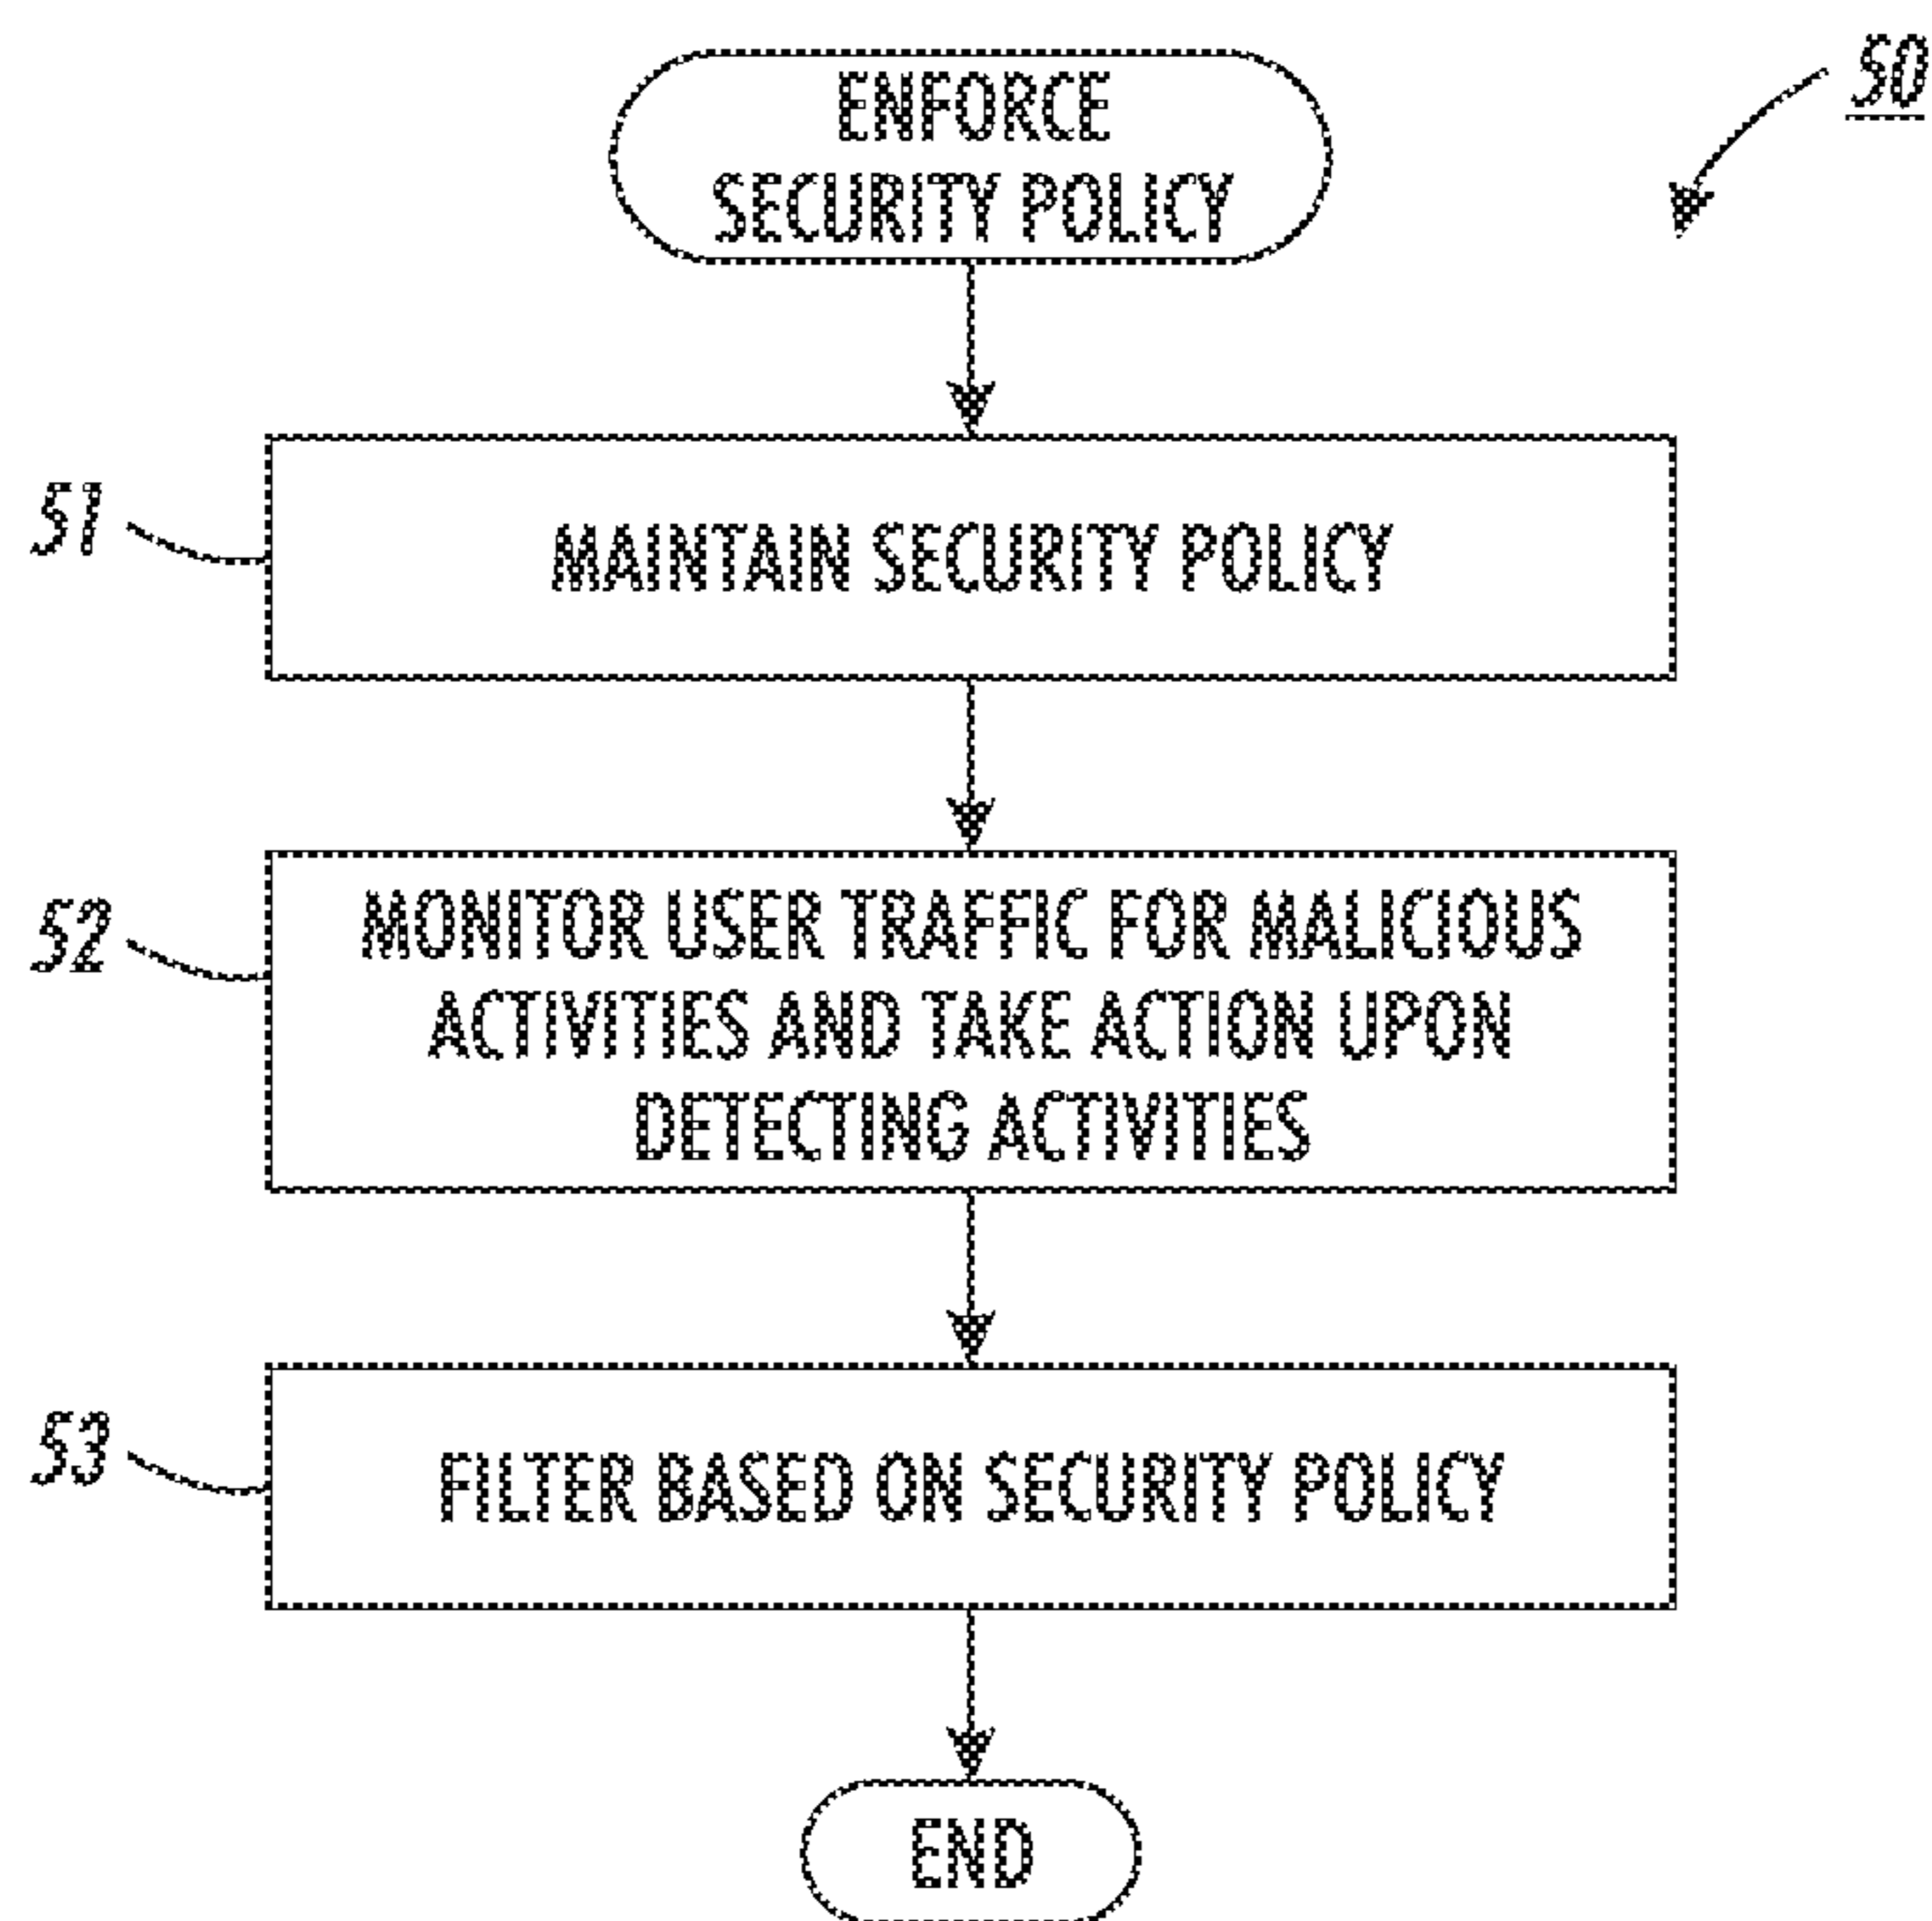 50
ENFORCE
SECURITY POLICY
51
MAINTAIN SECURITY POLICY
52
MONITOR USER TRAFFIC FOR MALICIOUS
ACTIVITIES AND TAKE ACTION UPON
DETECTING ACTIVITIES
53
FILTER BASED ON SECURITY POLICY
END